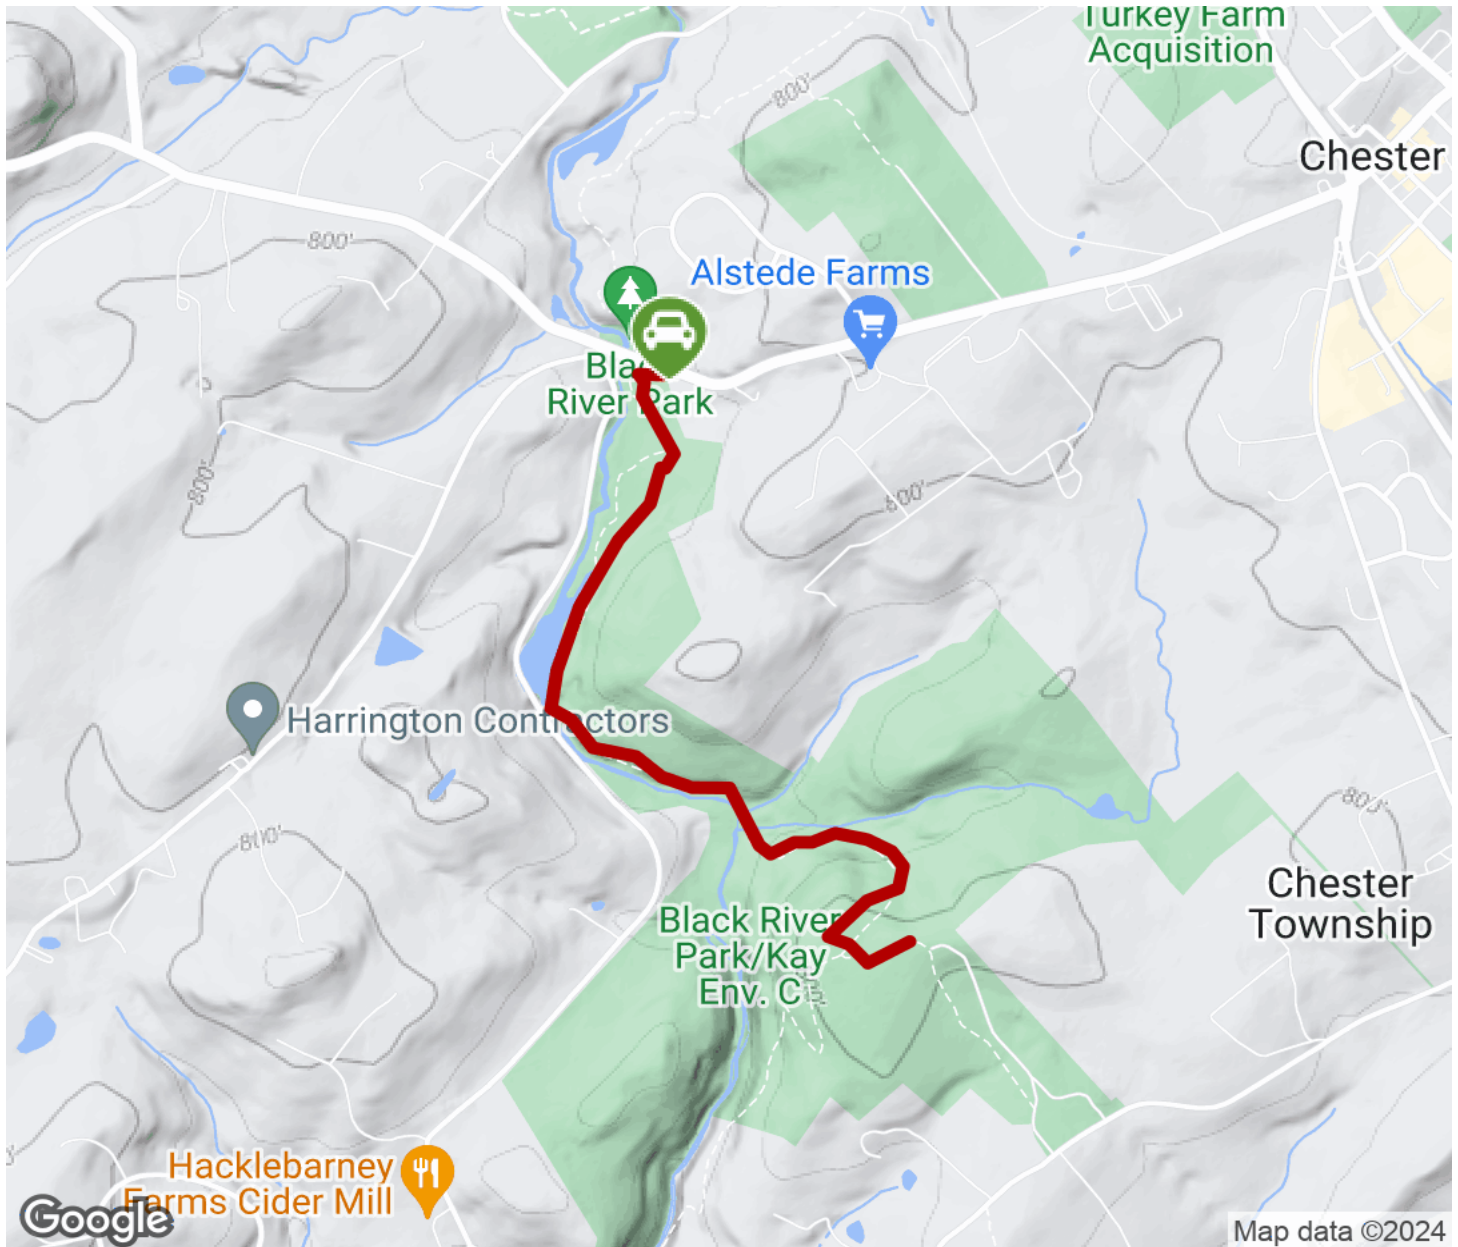 Turkey Farm
Acquisition
800'
Chester
800'
Alstede Farms
Bla
River Park
800'
800'
Harrington Contractors
800'
800'
Chester
Township
Black River
Park/Kay
Env. C
800'
Hacklebarney
Farms Cider Mill
Google
Map data ©2024